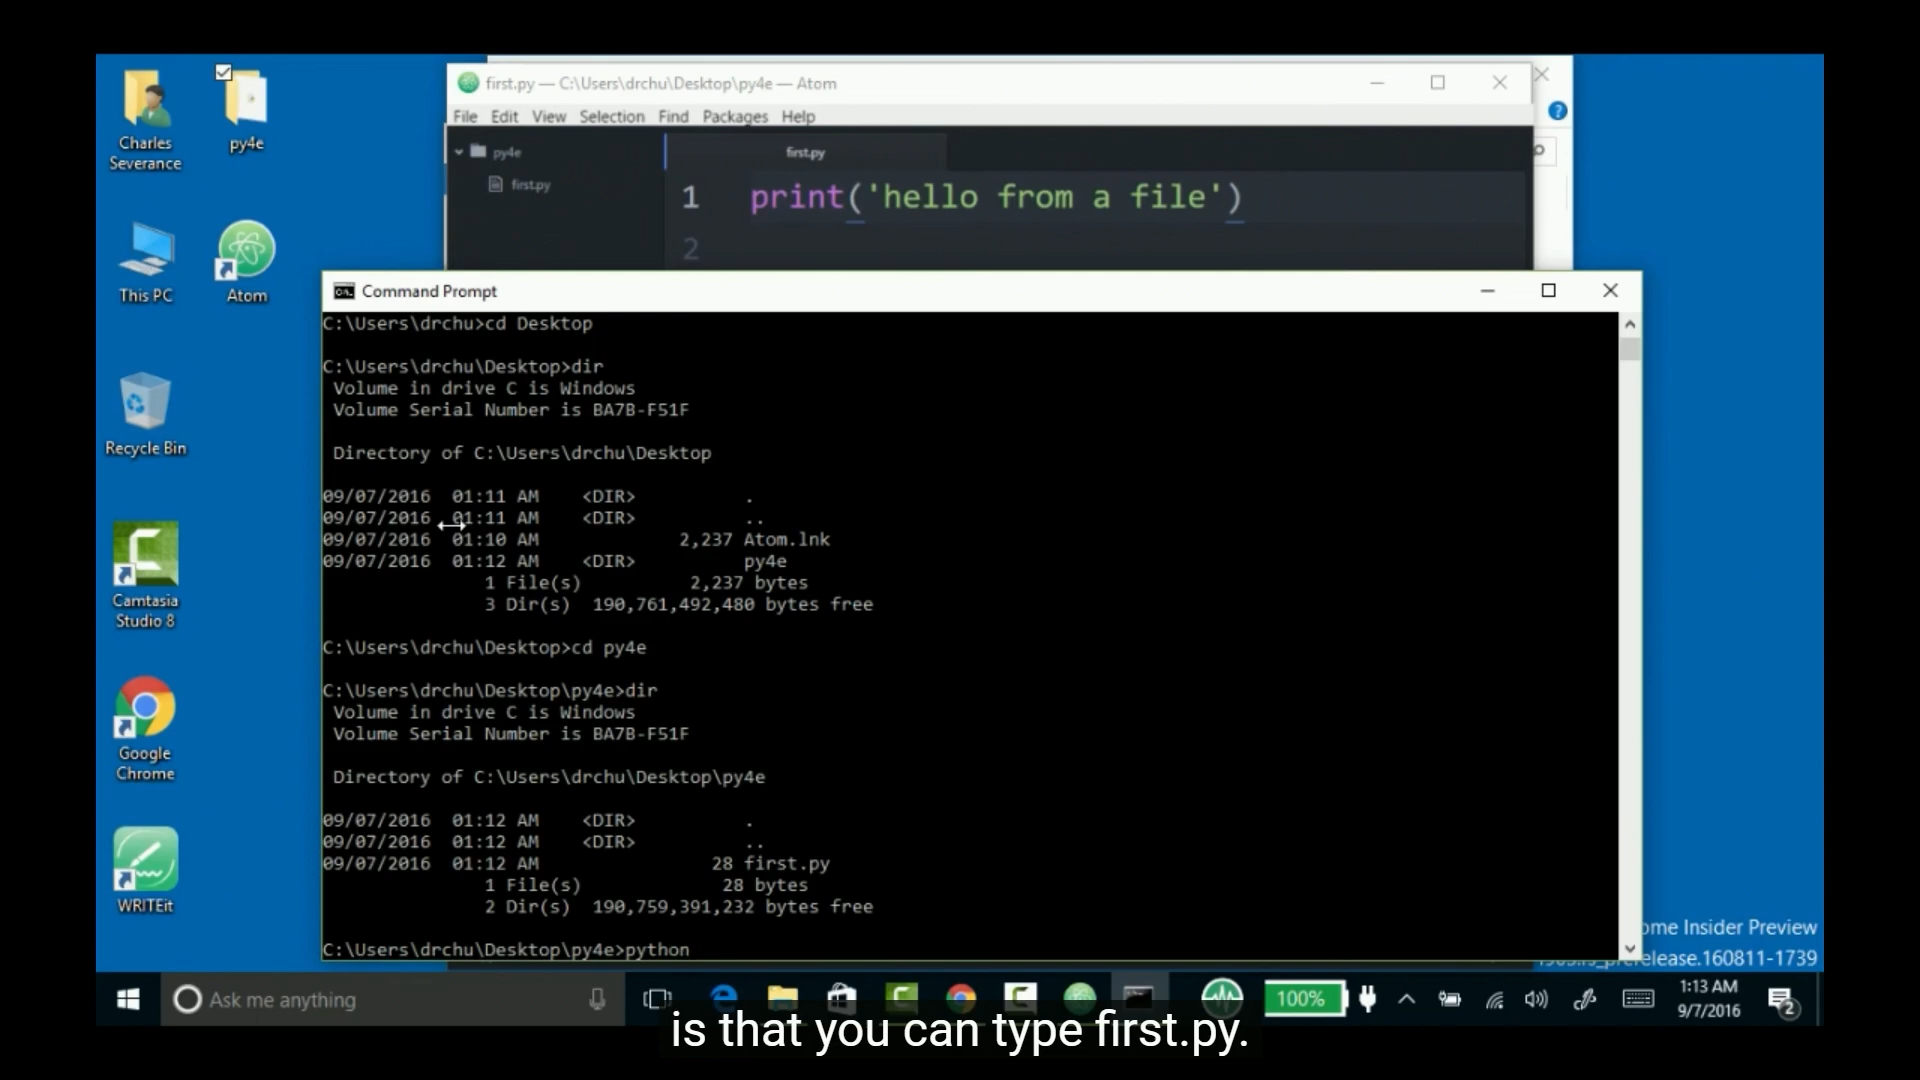 Charles
Severance
py4e
This PC
Atom
Recycle Bin
Camtasia
Studio 8
Google
Chrome
WRITEit
first.py — C:\Users\drchu\Desktop\py4e — Atom
File Edit View Selection Find Packages Help
py4e
first.py
first.py
1 print('hello from a file')
2
Command Prompt
C:\Users\drchu>cd Desktop
C:\Users\drchu\Desktop>dir
Volume in drive C is Windows
Volume Serial Number is BA7B-F51F
Directory of C:\Users\drchu\Desktop
09/07/2016 01:11 AM <DIR> .
09/07/2016 01:11 AM <DIR> ..
09/07/2016 01:10 AM 2,237 Atom.lnk
09/07/2016 01:12 AM <DIR> py4e
1 File(s) 2,237 bytes
3 Dir(s) 190,761,492,480 bytes free
C:\Users\drchu\Desktop>cd py4e
C:\Users\drchu\Desktop\py4e>dir
Volume in drive C is Windows
Volume Serial Number is BA7B-F51F
Directory of C:\Users\drchu\Desktop\py4e
09/07/2016 01:12 AM <DIR> .
09/07/2016 01:12 AM <DIR> ..
09/07/2016 01:12 AM 28 first.py
1 File(s) 28 bytes
2 Dir(s) 190,759,391,232 bytes free
C:\Users\drchu\Desktop\py4e>python
ome Insider Preview
elease.160811-1739
Ask me anything
100%
1:13 AM
9/7/2016
2
is that you can type first.py.